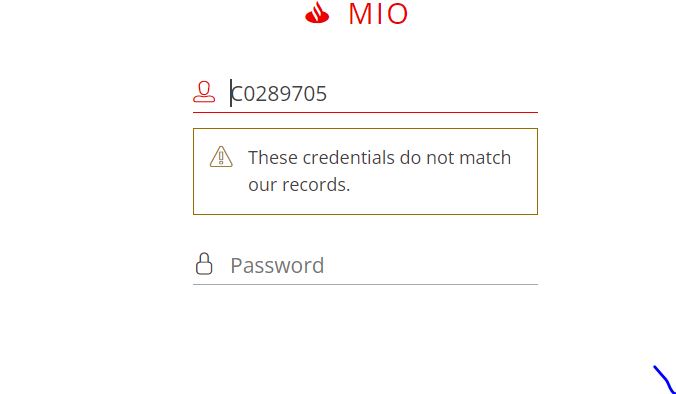 MIO
C0289705
These credentials do not match
our records.
Password